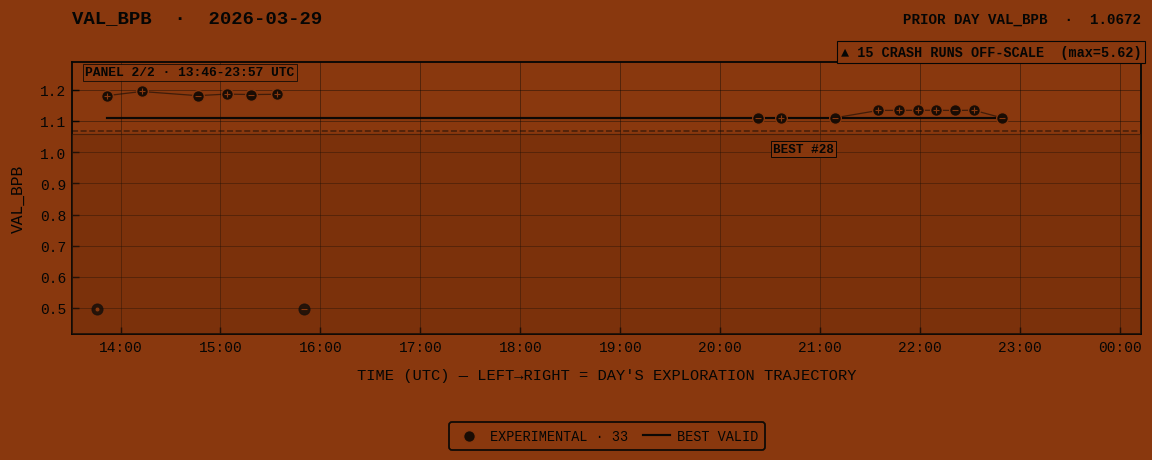 VAL_BPB · 2026-03-29
PRIOR DAY VAL_BPB · 1.0672
▲ 15 CRASH RUNS OFF-SCALE (max=5.62)
PANEL 2/2 · 13:46-23:57 UTC
1.2
1.1
1.0
0.9
0.8
0.7
0.6
0.5
VAL_BPB
BEST #28
14:00 15:00 16:00 17:00 18:00 19:00 20:00 21:00 22:00 23:00 00:00
TIME (UTC) — LEFT→RIGHT = DAY'S EXPLORATION TRAJECTORY
EXPERIMENTAL · 33 BEST VALID